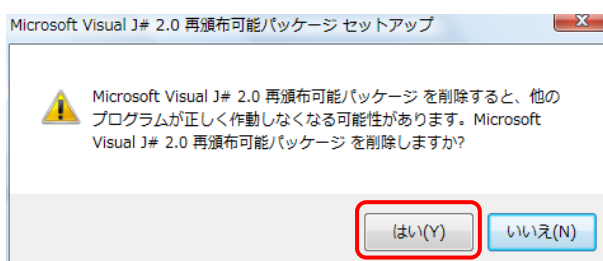 Microsoft Visual J# 2.0 再頒布可能パッケージ セットアップ
Microsoft Visual J# 2.0 再頒布可能パッケージ を削除すると、他の
プログラムが正しく作動しなくなる可能性があります。Microsoft
Visual J# 2.0 再頒布可能パッケージ を削除しますか?
はい(Y)
いいえ(N)